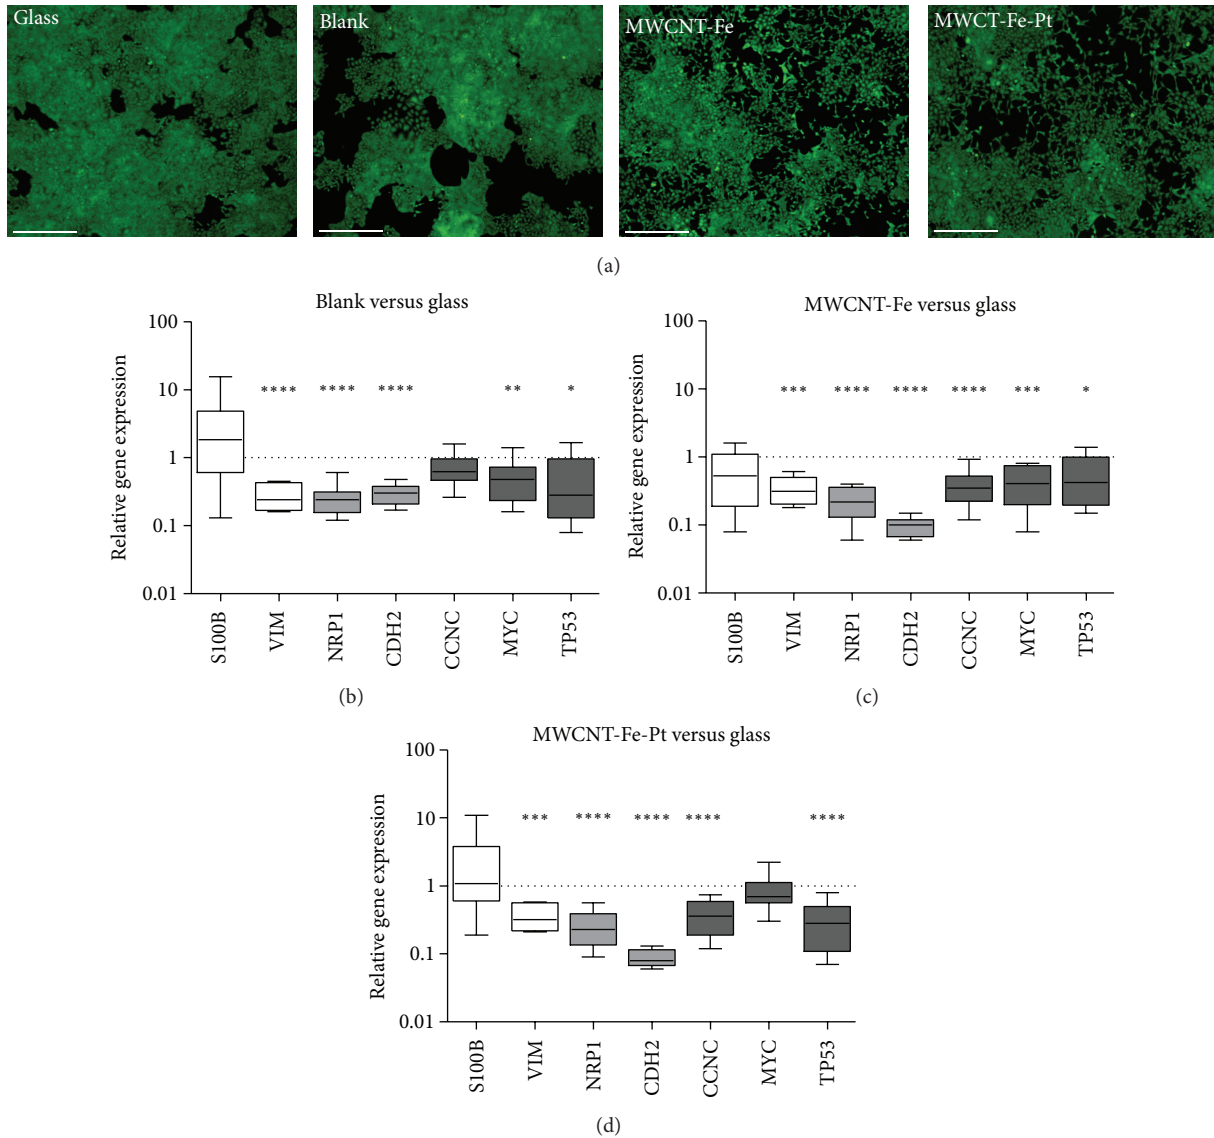 Glass
Blank
MWCNT-Fe
MWCT-Fe-Pt
(a)
Blank versus glass
Relative gene expression
100
10
1
0.1
0.01
**** **** **** ** *
S100B
VIM
NRP1
CDH2
CCNC
MYC
TP53
(b)
MWCNT-Fe versus glass
Relative gene expression
100
10
1
0.1
0.01
*** **** **** **** *** *
S100B
VIM
NRP1
CDH2
CCNC
MYC
TP53
(c)
MWCNT-Fe-Pt versus glass
Relative gene expression
100
10
1
0.1
0.01
*** **** **** **** ****
S100B
VIM
NRP1
CDH2
CCNC
MYC
TP53
(d)